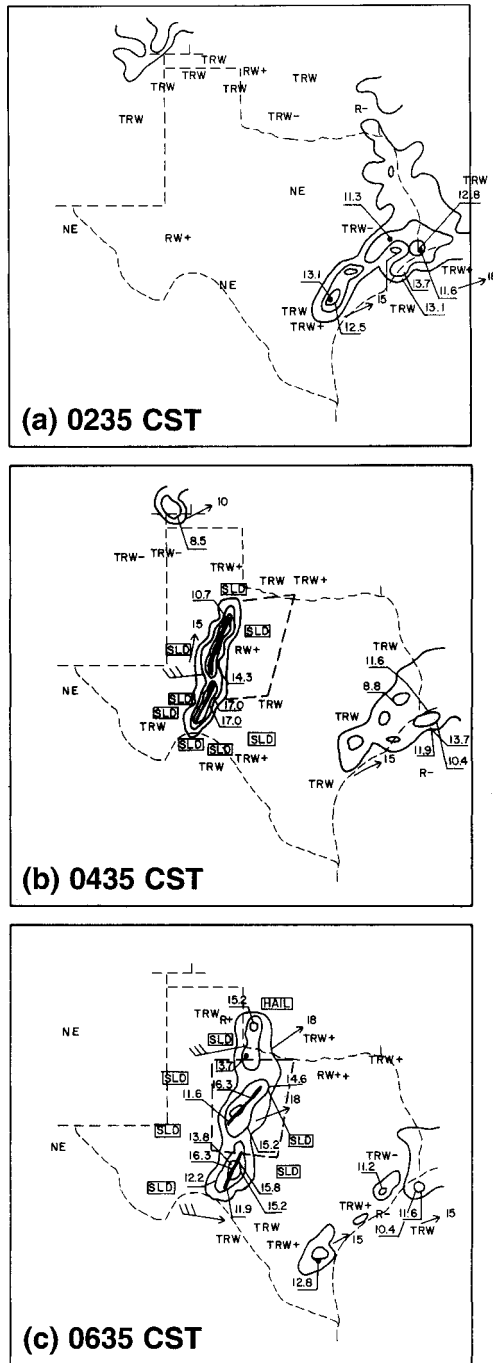 TRW
TRW RW+ TRW
TRW TRW
TRW
TRW TRW-
R-
NE TRW
11.3 12.8
NE TRW-
RW+
NE 13.1 13.7 TRW+
TRW 15 11.6 18
TRW+ 12.5 TRW 13.1
(a) 0235 CST
10
8.5
TRW- TRW- TRW+
SLD TRW TRW+
10.7
15 SLD
SLD RW+ 11.6
NE 14.3 8.8
SLD 17.0 TRW
SLD 17.0 TRW 13.7
TRW SLD 11.9
SLD SLD 10.4
TRW TRW+ TRW 15 R-
(b) 0435 CST
15.2 HAIL
TRW R+ 18
NE SLD TRW+
13.7 TRW+
16.3 14.6 RW++
SLD
11.6 18
13.8 15.2 SLD
NE SLD
16.3 TRW-
12.2 15.8 SLD 11.2
SLD 15.2 TRW+ 11.6
11.9 R- 15
TRW 10.4 TRW
TRW TRW+ 15
12.8
(c) 0635 CST